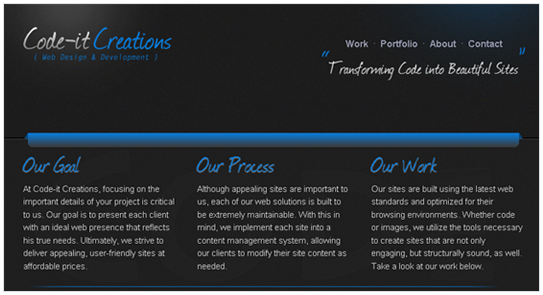 Code-it Creations
( Web Design & Development )
Work · Portfolio · About · Contact
“Transforming Code into Beautiful Sites”
Our Goal
At Code-it Creations, focusing on the
important details of your project is critical
to us. Our goal is to present each client
with an ideal web presence that reflects
his true needs. Ultimately, we strive to
deliver appealing, user-friendly sites at
affordable prices.
Our Process
Although appealing sites are important to
us, each of our web solutions is built to
be extremely maintainable. With this in
mind, we implement each site into a
content management system, allowing
our clients to modify their site content as
needed.
Our Work
Our sites are built using the latest web
standards and optimized for their
browsing environments. Whether code
or images, we utilize the tools necessary
to create sites that are not only
engaging, but structurally sound, as well.
Take a look at our work below.